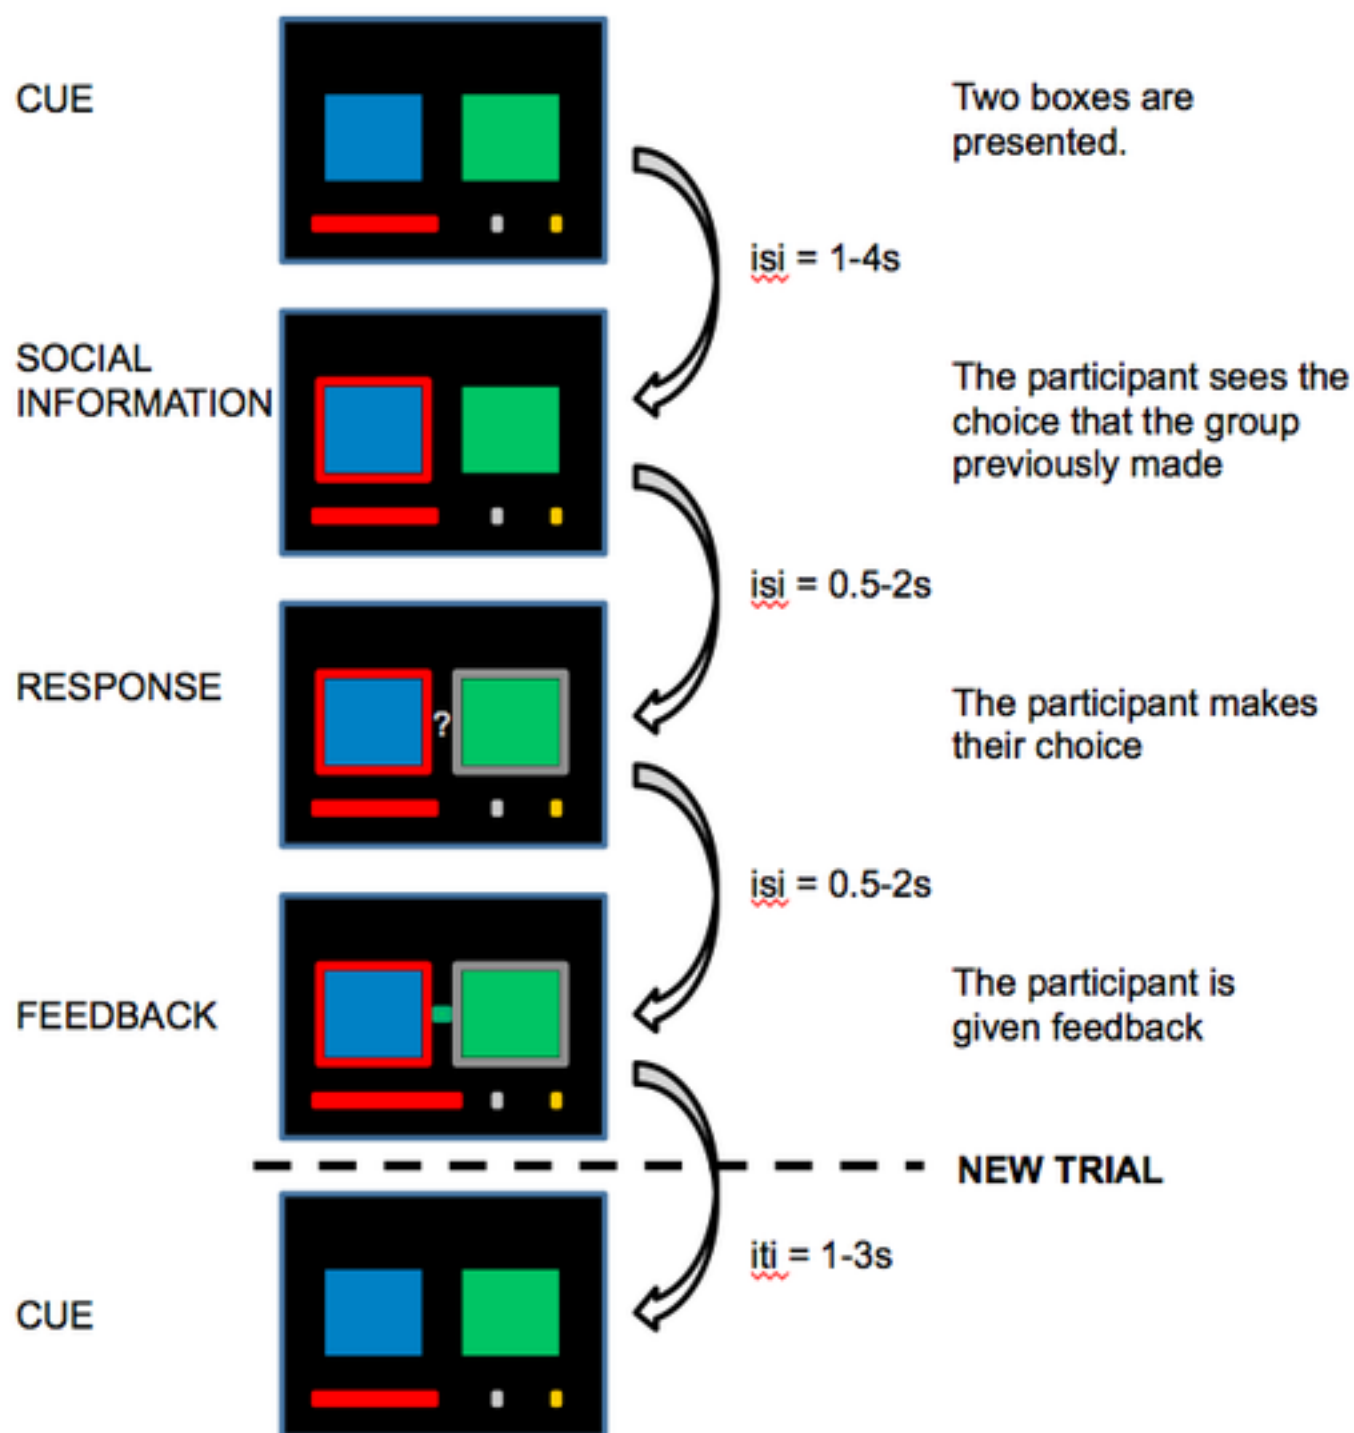 CUE
Two boxes are
presented.
isi = 1-4s
SOCIAL
INFORMATION
The participant sees the
choice that the group
previously made
isi = 0.5-2s
RESPONSE
?
The participant makes
their choice
isi = 0.5-2s
FEEDBACK
The participant is
given feedback
NEW TRIAL
iti = 1-3s
CUE